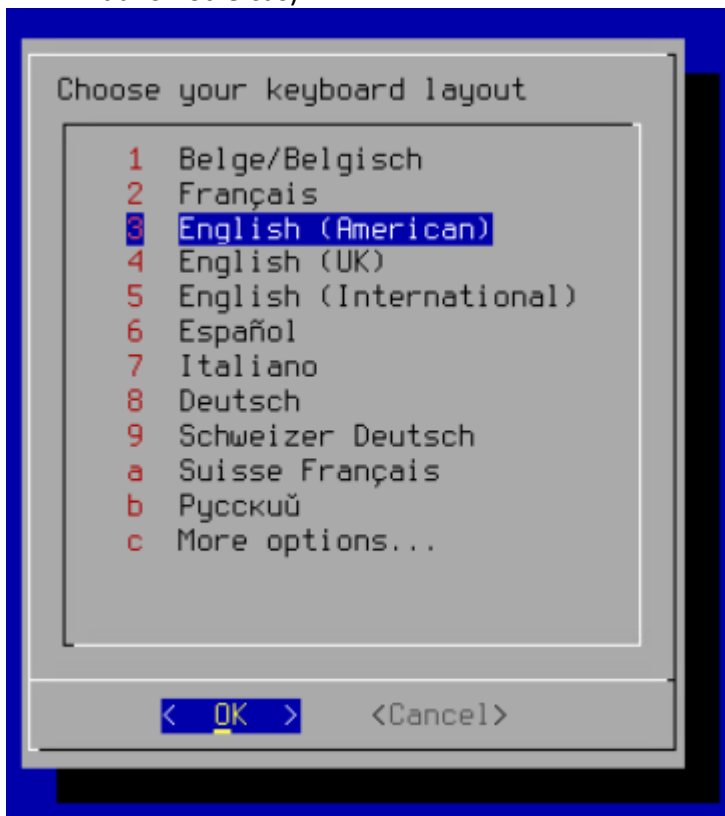 Choose your keyboard layout
1 Belge/Belgisch
2 Français
3 English (American)
4 English (UK)
5 English (International)
6 Español
7 Italiano
8 Deutsch
9 Schweizer Deutsch
a Suisse Français
b Русский
c More options...
< OK > <Cancel>